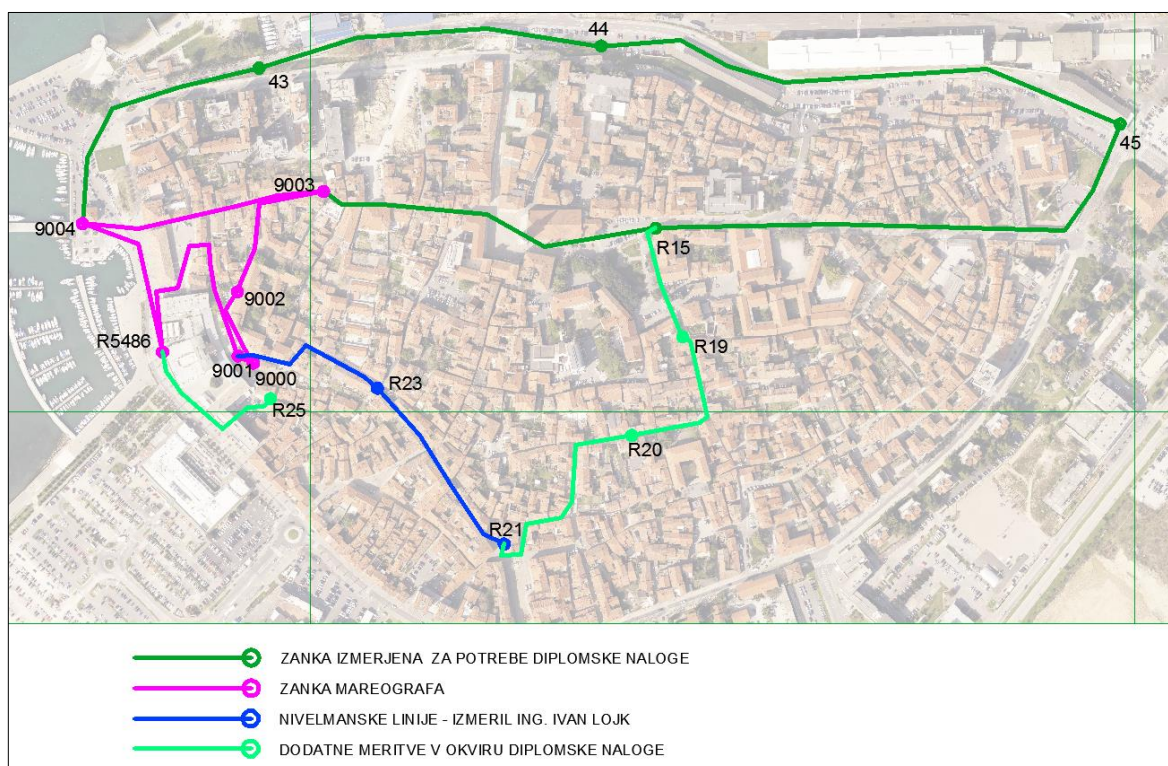 44
43
45
9003
9004
R15
9002
R5486
R19
9001
9000
R23
R25
R20
R21
ZANKA IZMERJENA ZA POTREBE DIPLOMSKE NALOGE
ZANKA MAREOGRAFA
NIVELMANSKE LINIJE - IZMERIL ING. IVAN LOJK
DODATNE MERITVE V OKVIRU DIPLOMSKE NALOGE